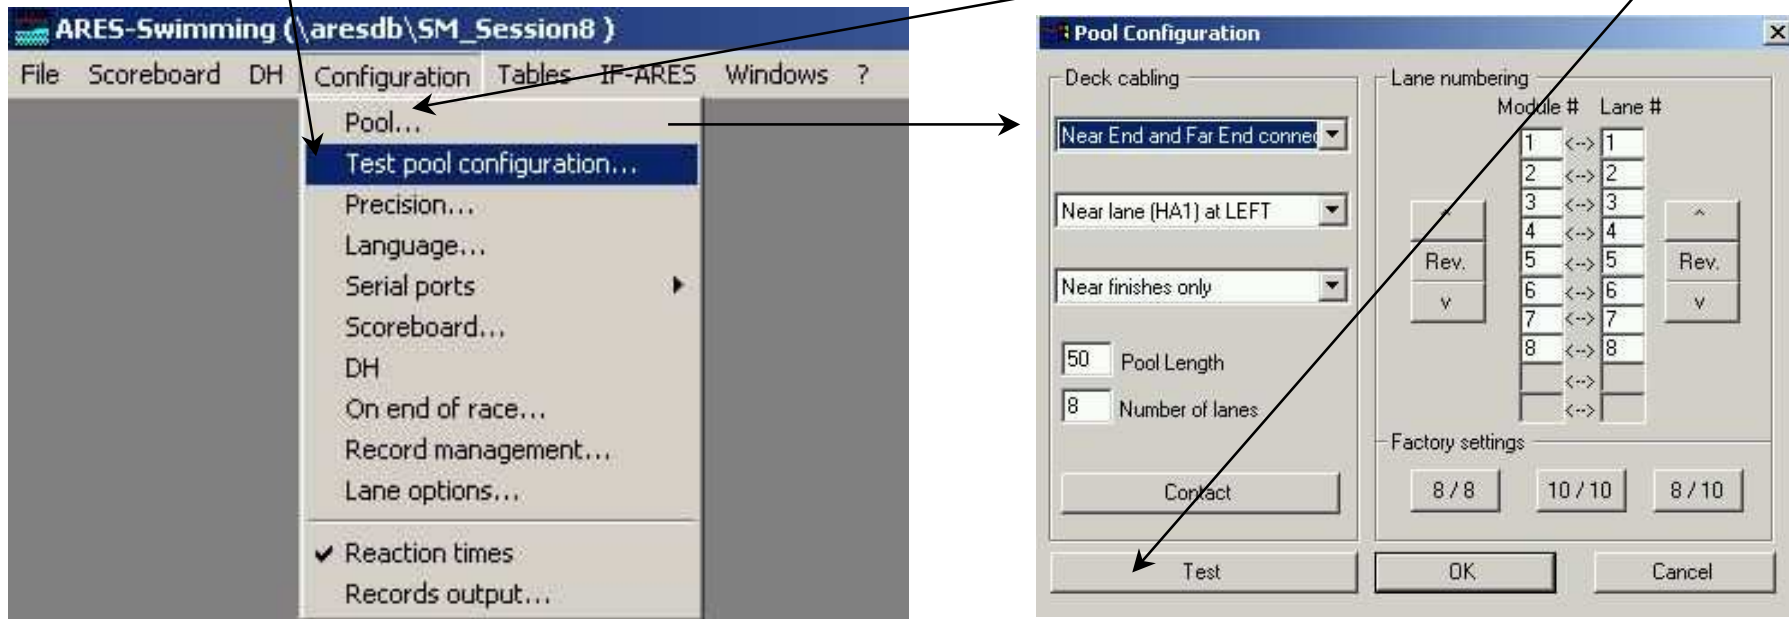 ARES-Swimming (\aresdb\SM_Session8 )
File Scoreboard DH Configuration Tables IF-ARES Windows ?
Pool...
Test pool configuration...
Precision...
Language...
Serial ports
Scoreboard...
DH
On end of race...
Record management...
Lane options...
Reaction times
Records output...
Pool Configuration
Deck cabling
Near End and Far End connec
Near lane (HA1) at LEFT
Near finishes only
50 Pool Length
8 Number of lanes
Contact
Lane numbering
Module # Lane #
1 <--> 1
2 <--> 2
3 <--> 3
4 <--> 4
5 <--> 5
6 <--> 6
7 <--> 7
8 <--> 8
<-->
<-->
^
Rev.
v
^
Rev.
v
Factory settings
8 / 8 10 / 10 8 / 10
Test OK Cancel